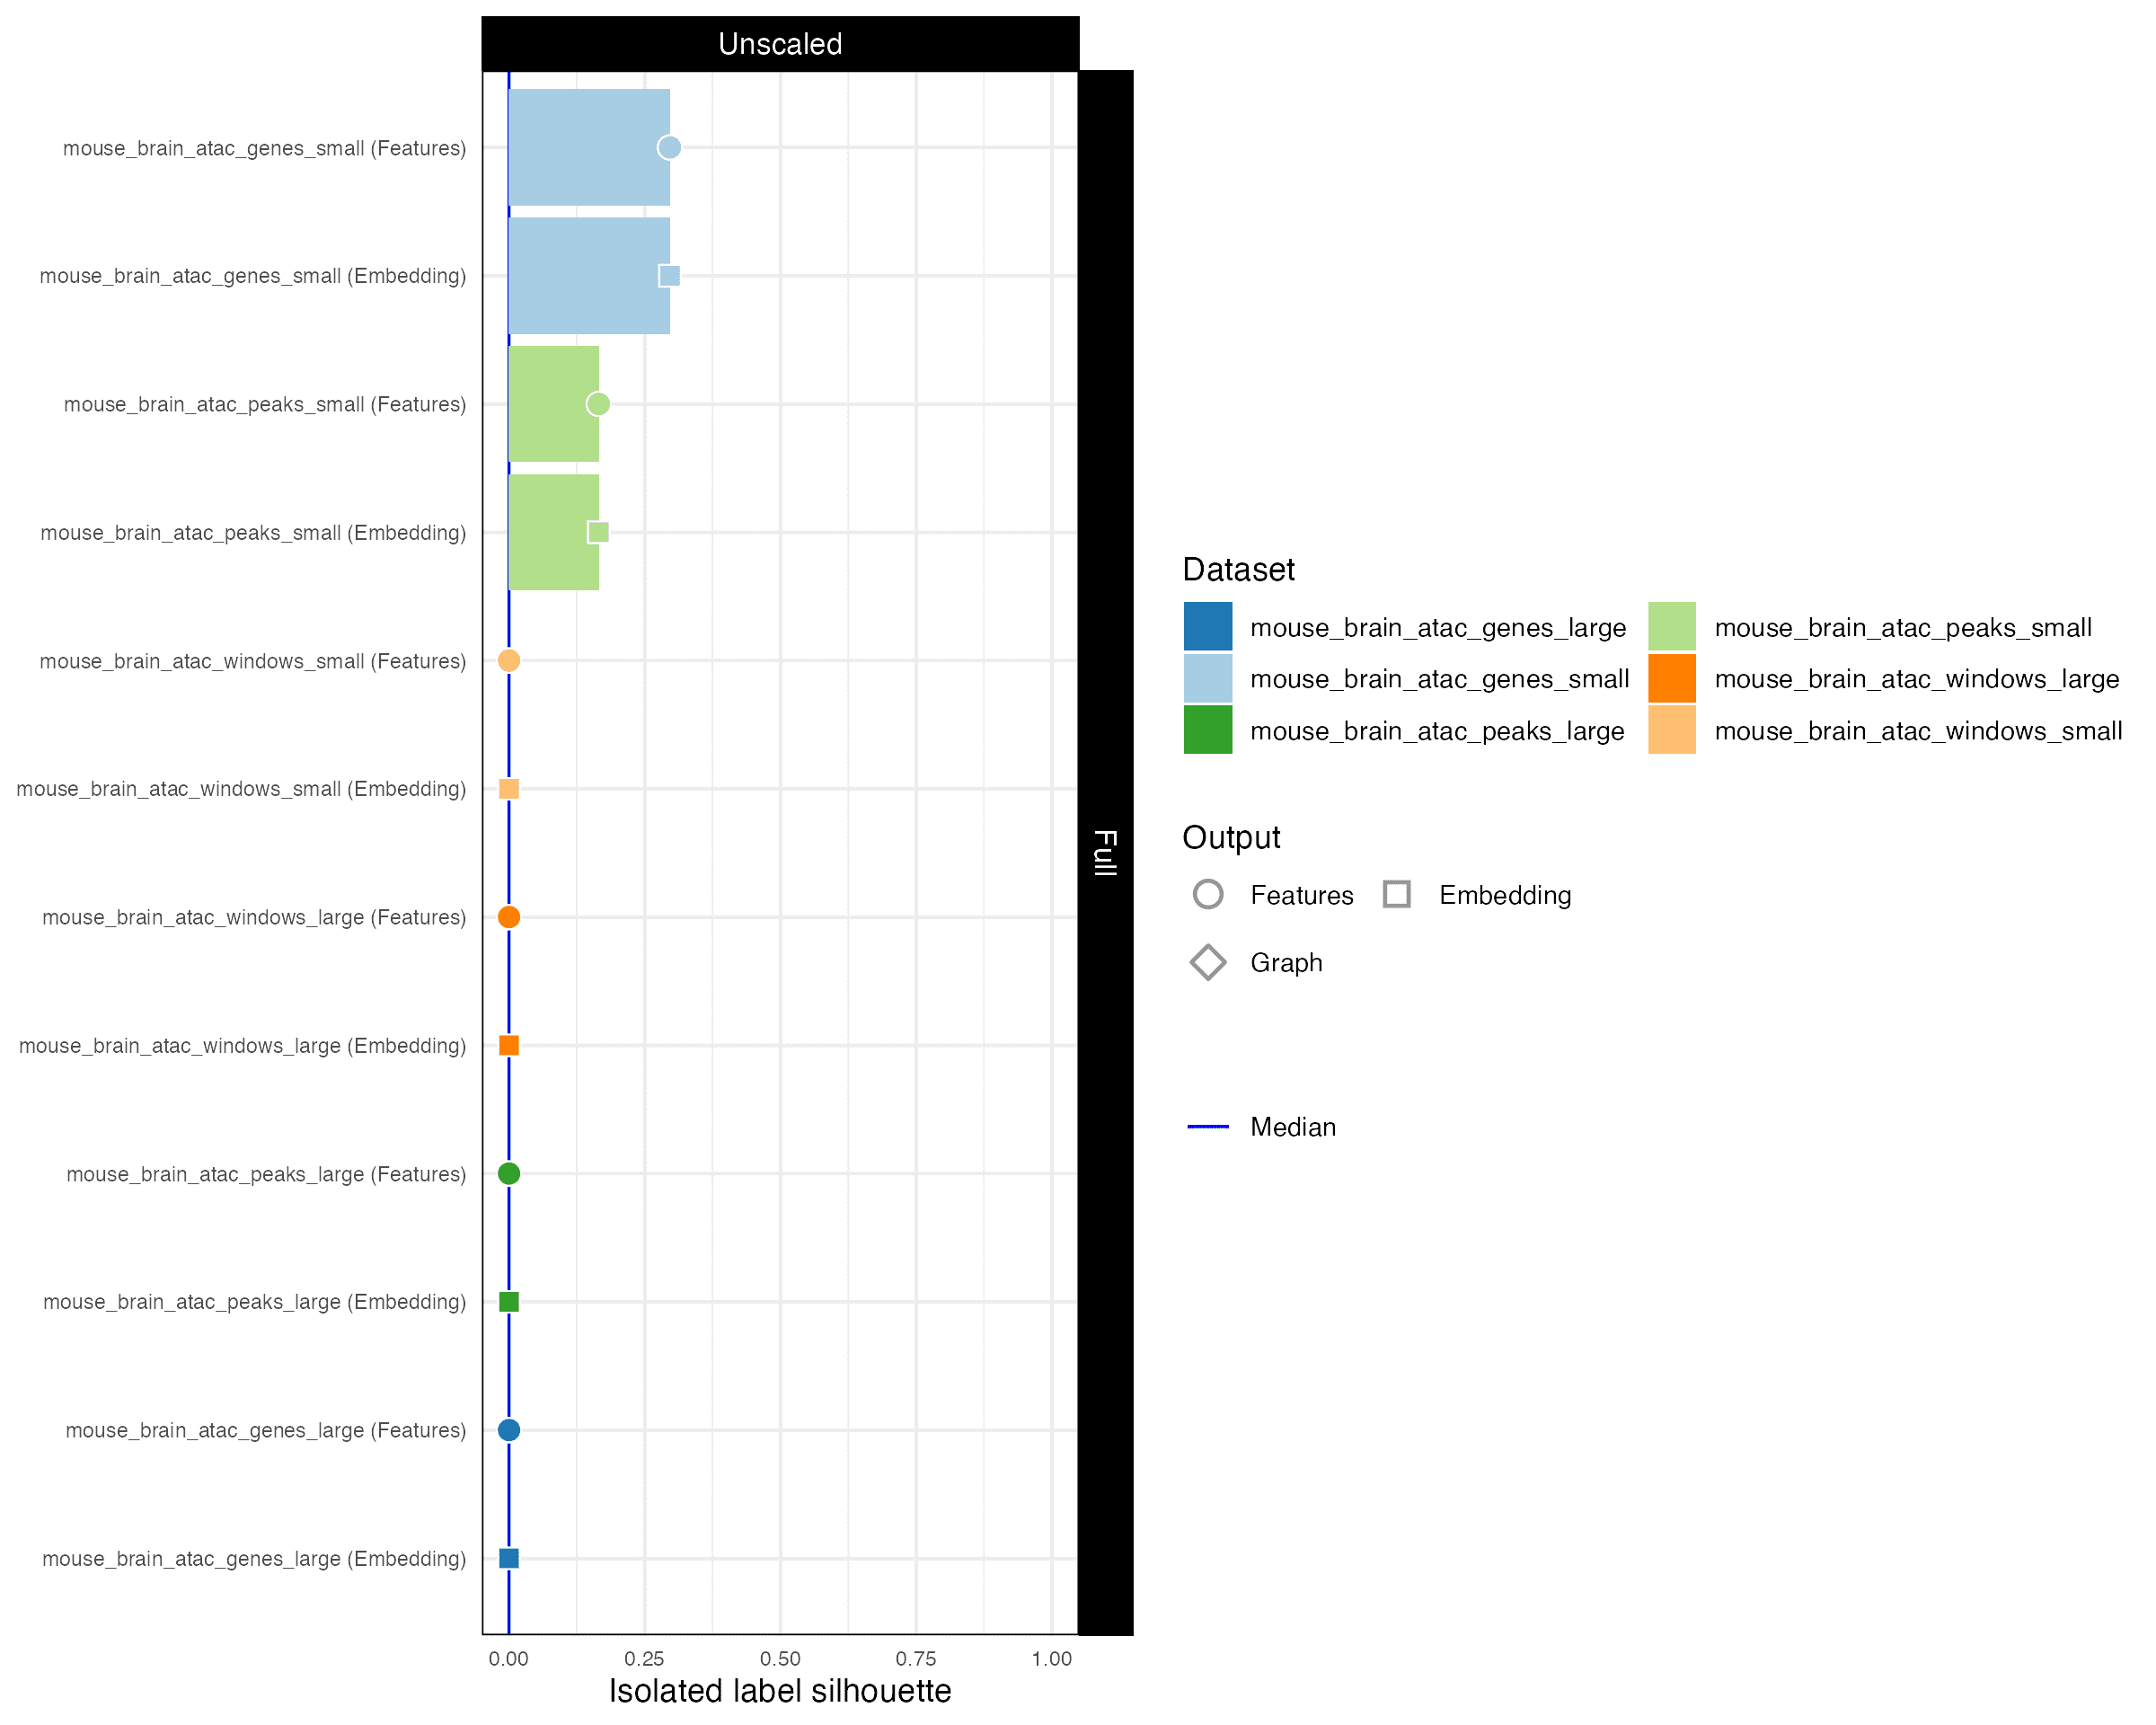 Unscaled
mouse_brain_atac_genes_small (Features)
mouse_brain_atac_genes_small (Embedding)
mouse_brain_atac_peaks_small (Features)
mouse_brain_atac_peaks_small (Embedding)
mouse_brain_atac_windows_small (Features)
mouse_brain_atac_windows_small (Embedding)
mouse_brain_atac_windows_large (Features)
mouse_brain_atac_windows_large (Embedding)
mouse_brain_atac_peaks_large (Features)
mouse_brain_atac_peaks_large (Embedding)
mouse_brain_atac_genes_large (Features)
mouse_brain_atac_genes_large (Embedding)
0.00 0.25 0.50 0.75 1.00
Isolated label silhouette
Full
Dataset
mouse_brain_atac_genes_large mouse_brain_atac_peaks_small
mouse_brain_atac_genes_small mouse_brain_atac_windows_large
mouse_brain_atac_peaks_large mouse_brain_atac_windows_small
Output
Features Embedding
Graph
Median